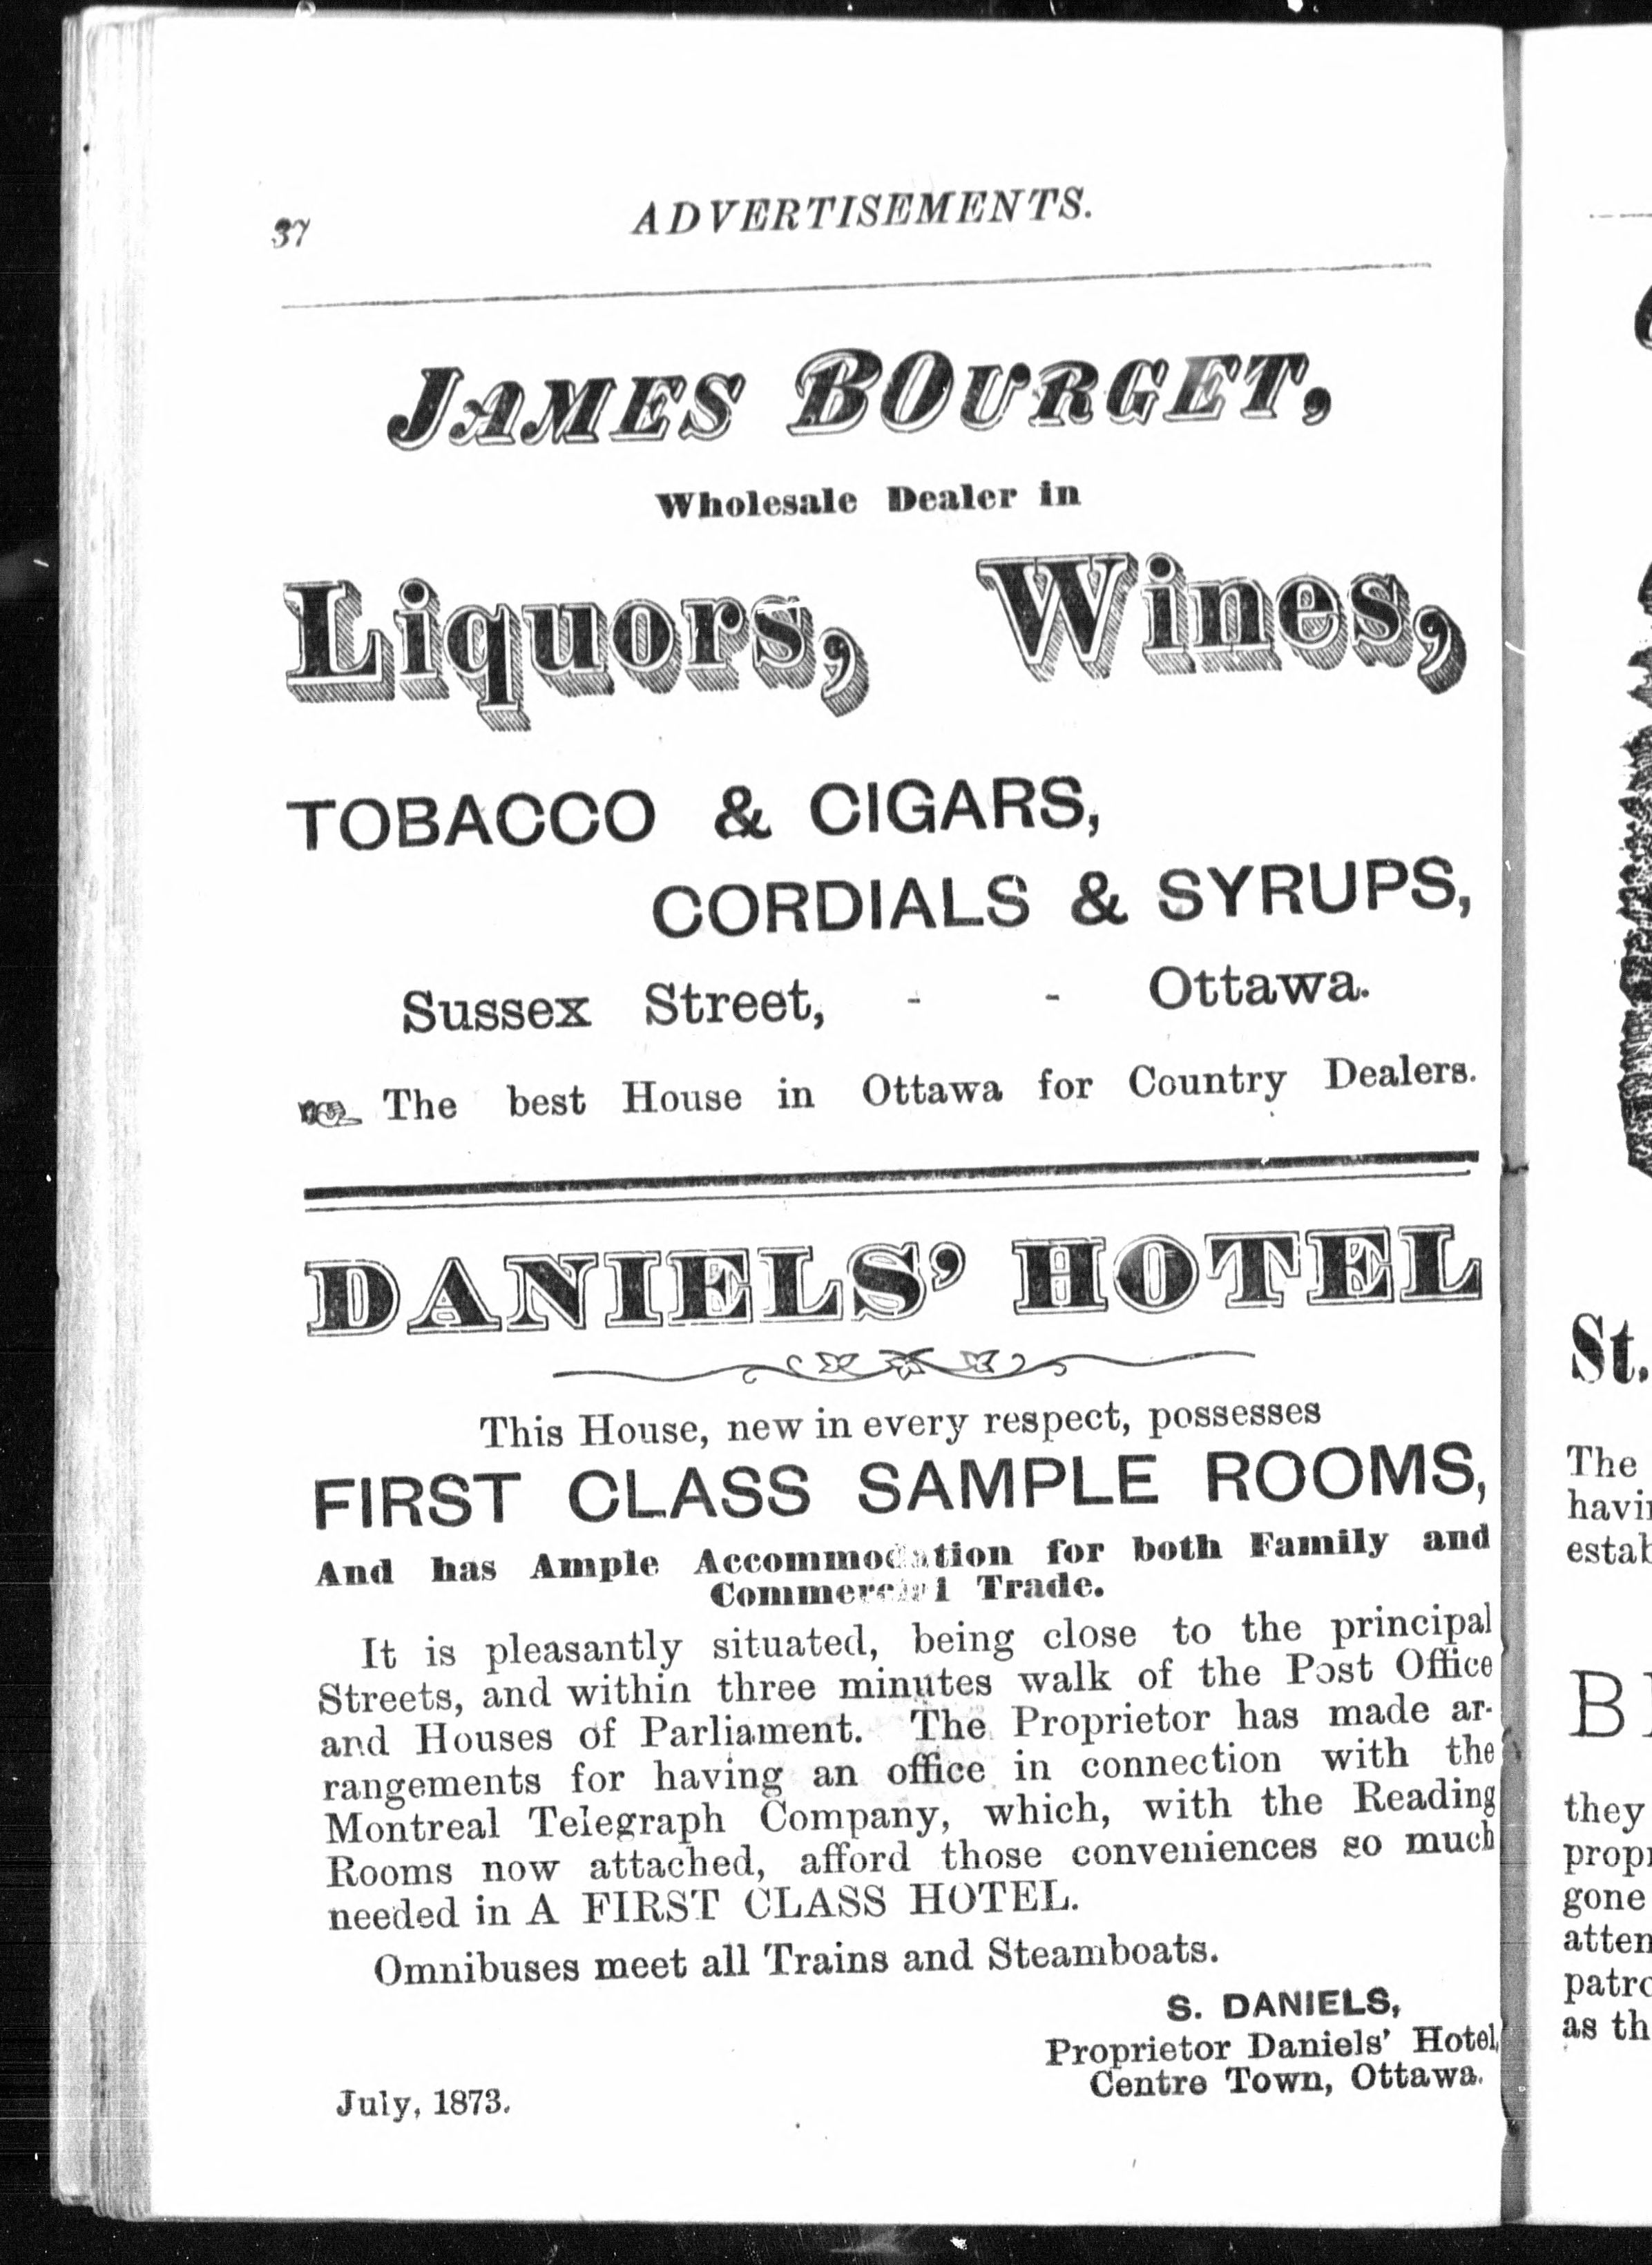 37
ADVERTISEMENTS.
JAMES BOURGET,
Wholesale Dealer in
Liquors, Wines,
TOBACCO & CIGARS,
CORDIALS & SYRUPS,
Sussex Street, - - Ottawa.
The best House in Ottawa for Country Dealers.
DANIELS' HOTEL
This House, new in every respect, possesses
FIRST CLASS SAMPLE ROOMS,
And has Ample Accommodation for both Family and
Commercial Trade.
It is pleasantly situated, being close to the principal
Streets, and within three minutes walk of the Post Office
and Houses of Parliament. The Proprietor has made ar-
rangements for having an office in connection with the
Montreal Telegraph Company, which, with the Reading
Rooms now attached, afford those conveniences so much
needed in A FIRST CLASS HOTEL.
Omnibuses meet all Trains and Steamboats.
S. DANIELS,
Proprietor Daniels' Hotel,
Centre Town, Ottawa.
July, 1873.
St.
The
they
gone
as